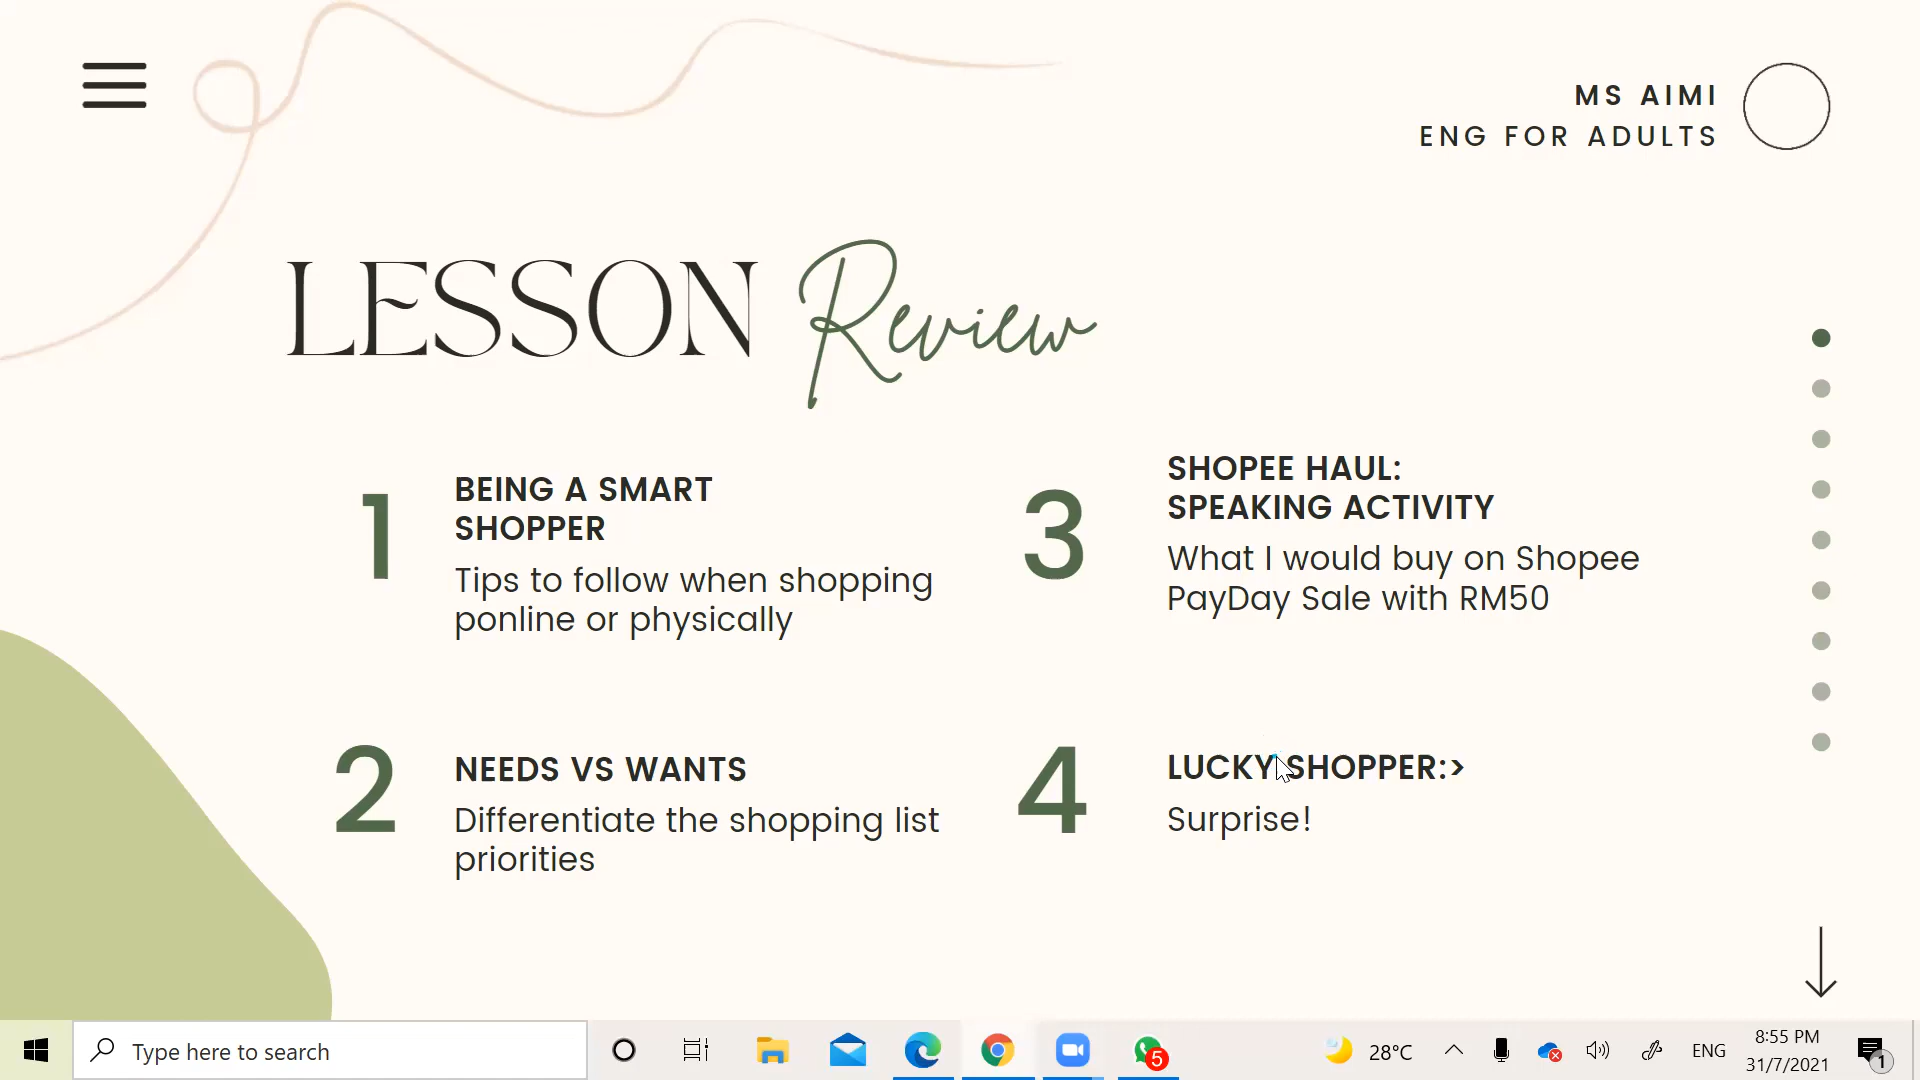 MS AIMI
ENG FOR ADULTS
LESSON Review
1
BEING A SMART
SHOPPER
Tips to follow when shopping
ponline or physically
2
NEEDS VS WANTS
Differentiate the shopping list
priorities
3
SHOPEE HAUL:
SPEAKING ACTIVITY
What I would buy on Shopee
PayDay Sale with RM50
4
LUCKY SHOPPER:>
Surprise!
Type here to search
5
28°C
ENG
8:55 PM
31/7/2021
1